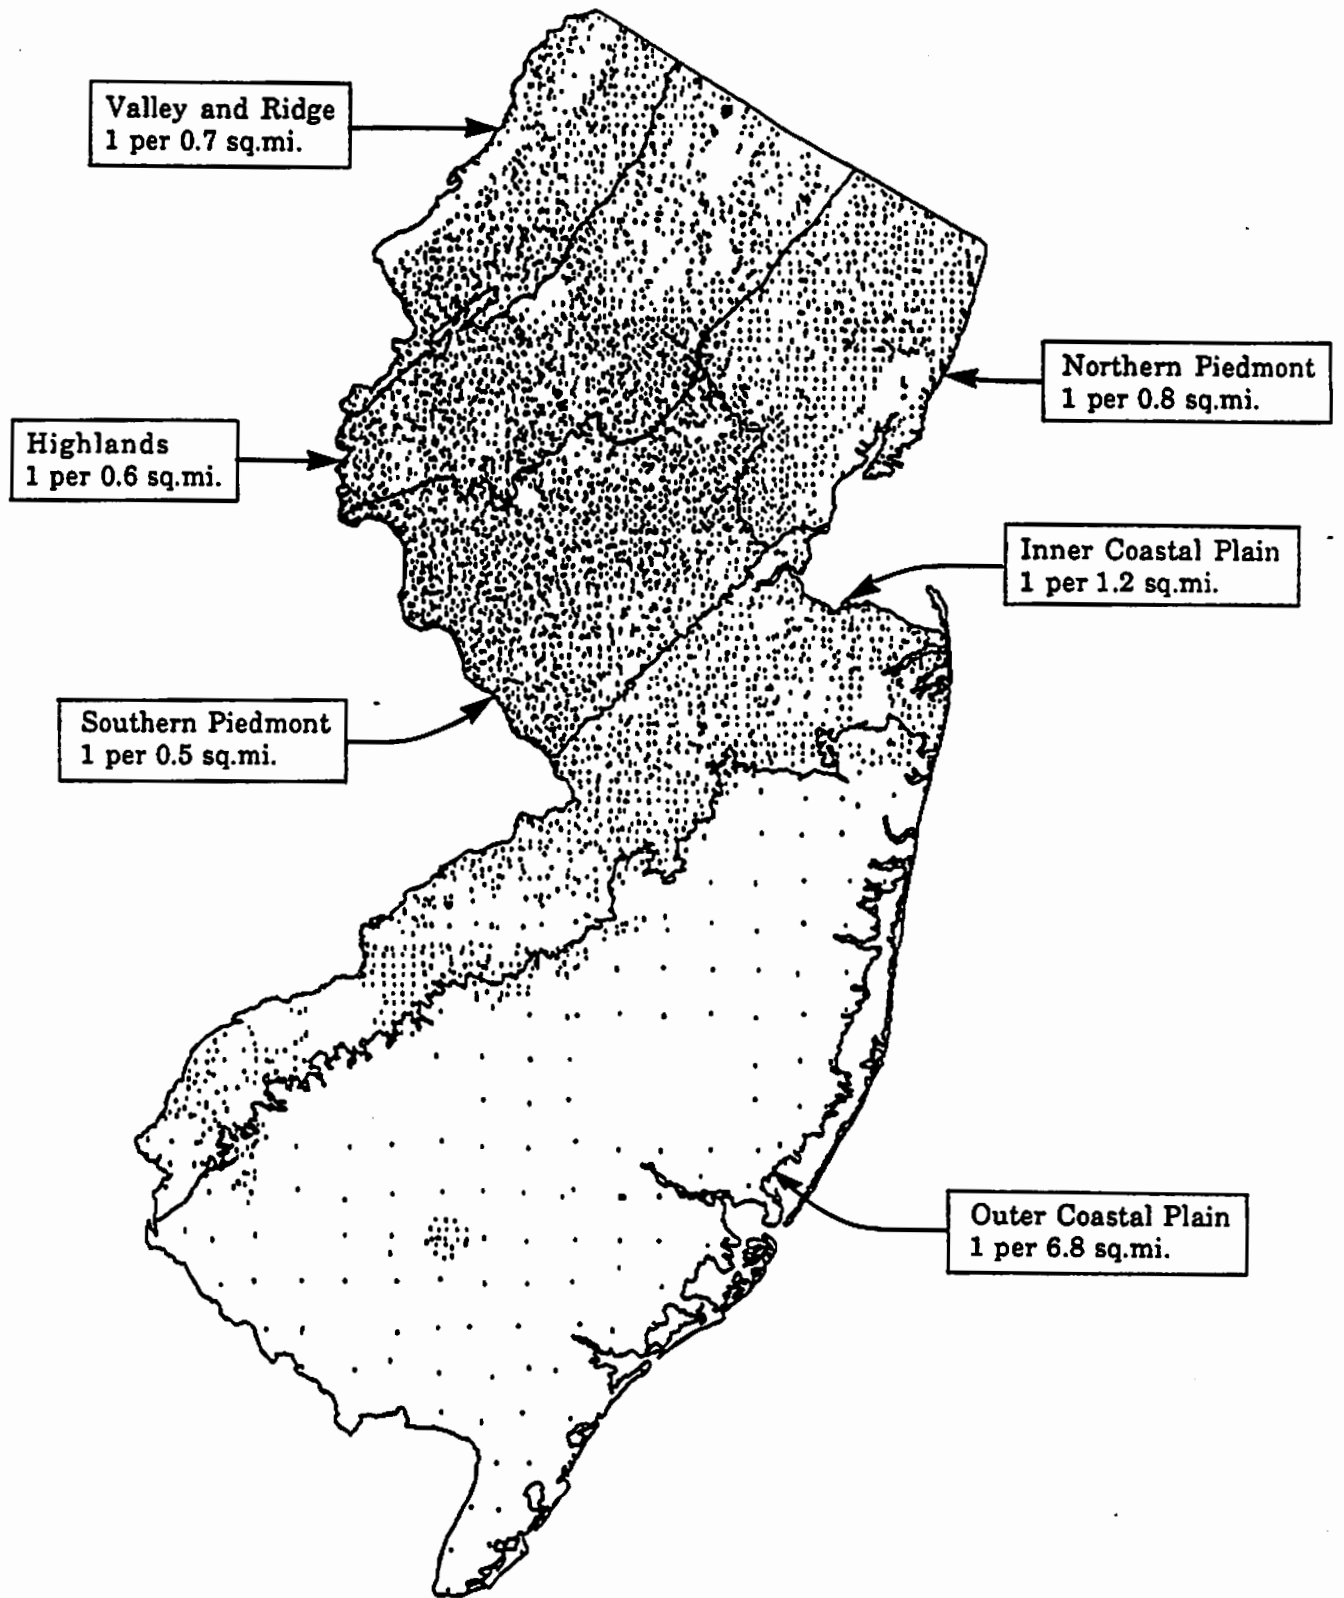 Valley and Ridge
1 per 0.7 sq.mi.
Northern Piedmont
1 per 0.8 sq.mi.
Highlands
1 per 0.6 sq.mi.
Inner Coastal Plain
1 per 1.2 sq.mi.
Southern Piedmont
1 per 0.5 sq.mi.
Outer Coastal Plain
1 per 6.8 sq.mi.